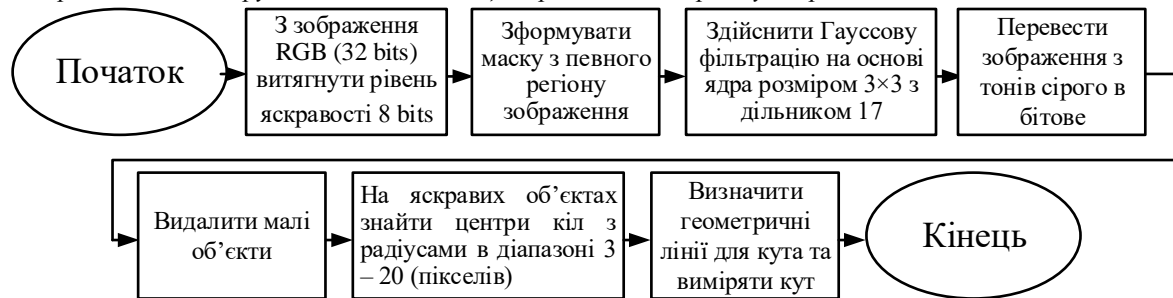 Початок
З зображення
RGB (32 bits)
витягнути рівень
яскравості 8 bits
Зформувати
маску з певного
регіону
зображення
Здійснити Гауссову
фільтрацію на основі
ядра розміром 3×3 з
дільником 17
Перевести
зображення з
тонів сірого в
бітове
Видалити малі
об’єкти
На яскравих об’єктах
знайти центри кіл з
радіусами в діапазоні 3
– 20 (пікселів)
Визначити
геометричні
лінії для кута та
виміряти кут
Кінець